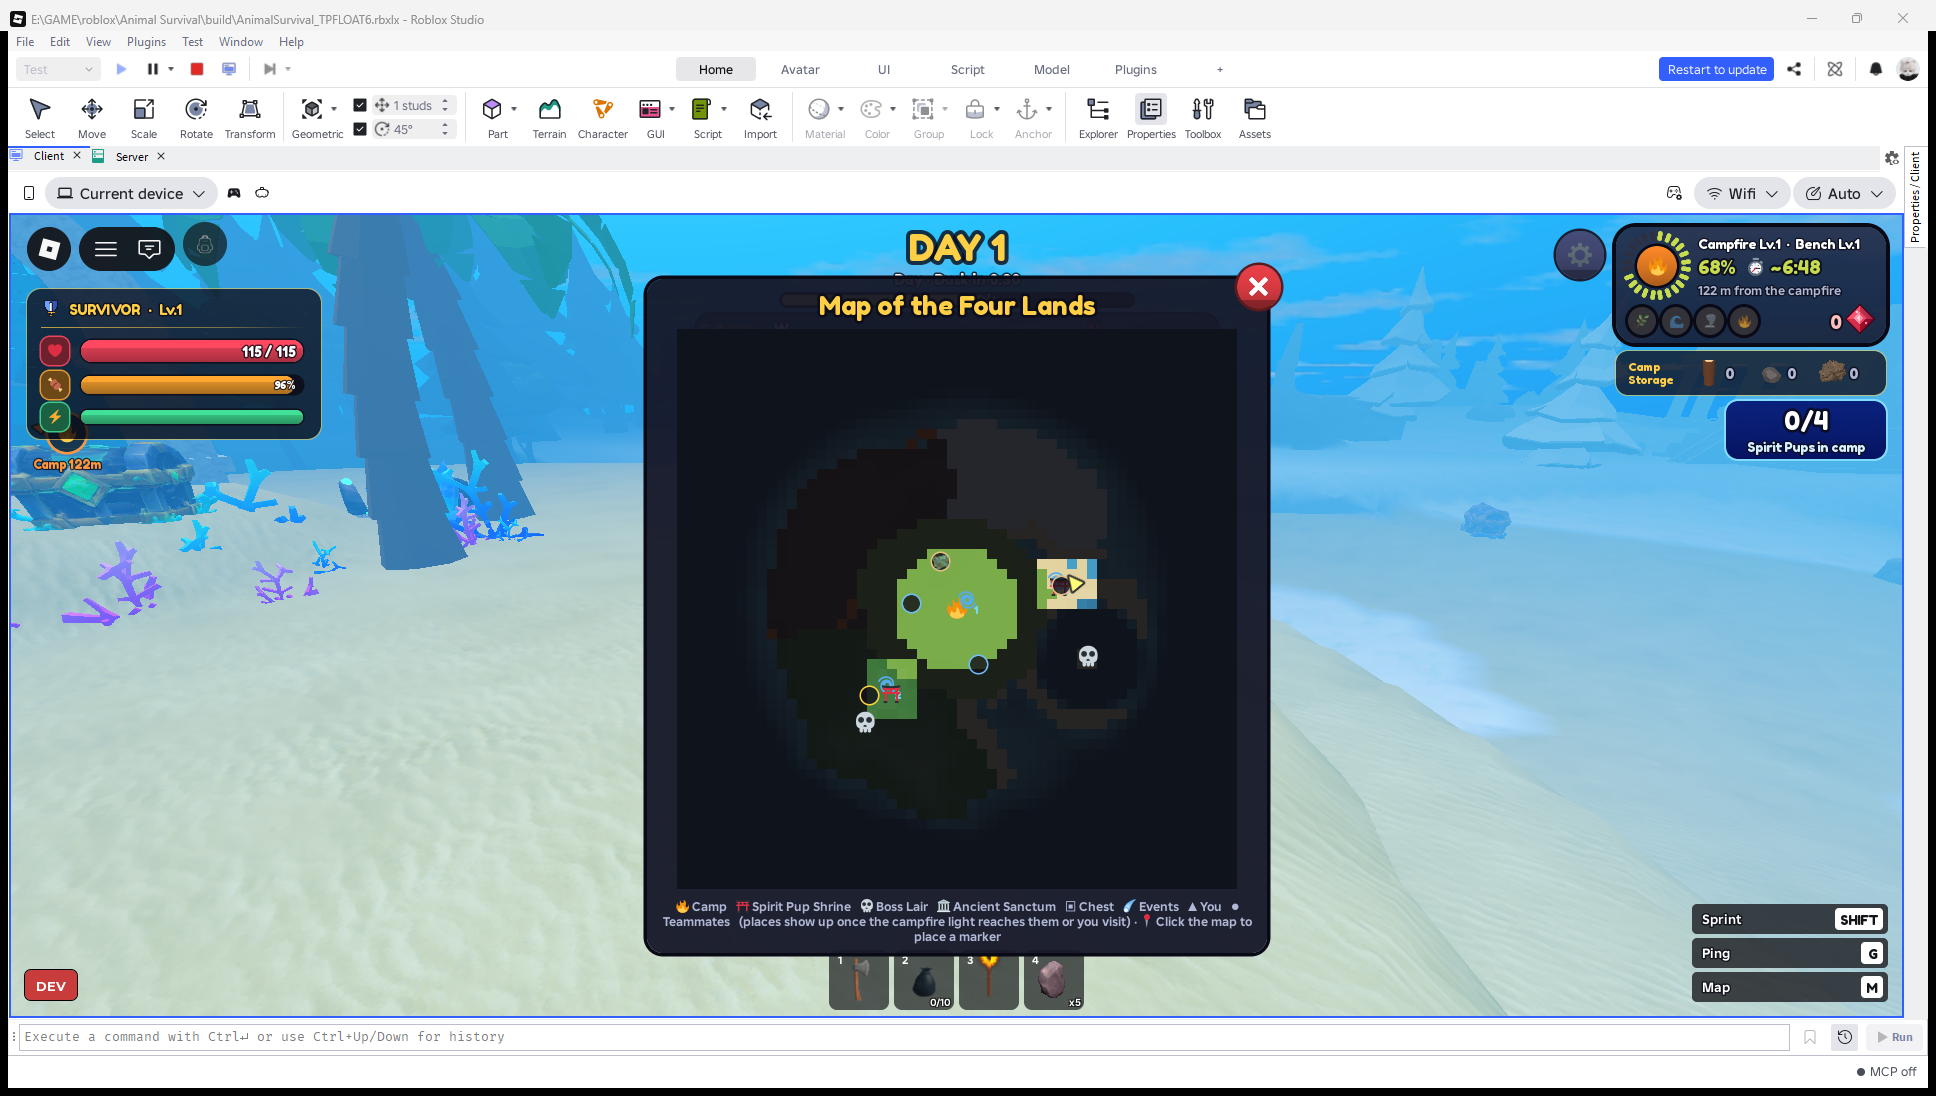 E:\GAME\roblox\Animal Survival\build\AnimalSurvival_TPFLOAT6.rbxlx - Roblox Studio
File Edit View Plugins Test Window Help
Test
Home Avatar UI Script Model Plugins +
Restart to update
Select Move Scale Rotate Transform
Geometric
1 studs
45°
Part Terrain Character GUI Script Import
Material Color Group Lock Anchor
Explorer Properties Toolbox Assets
Client Server
Properties / Client
Current device
Wifi
Auto
SURVIVOR · Lv.1
115 / 115
96%
Camp 122m
DEV
DAY 1
Map of the Four Lands
🔥Camp ⛩Spirit Pup Shrine 💀Boss Lair 🏛Ancient Sanctum ▣Chest ☄Events ▲You ●
Teammates (places show up once the campfire light reaches them or you visit) · 📍Click the map to
place a marker
1
2
0/10
3
4
x5
Campfire Lv.1 · Bench Lv.1
68% ~6:48
122 m from the campfire
0
Camp
Storage
0
0
0
0/4
Spirit Pups in camp
Sprint SHIFT
Ping G
Map M
Execute a command with Ctrl↵ or use Ctrl+Up/Down for history
Run
MCP off